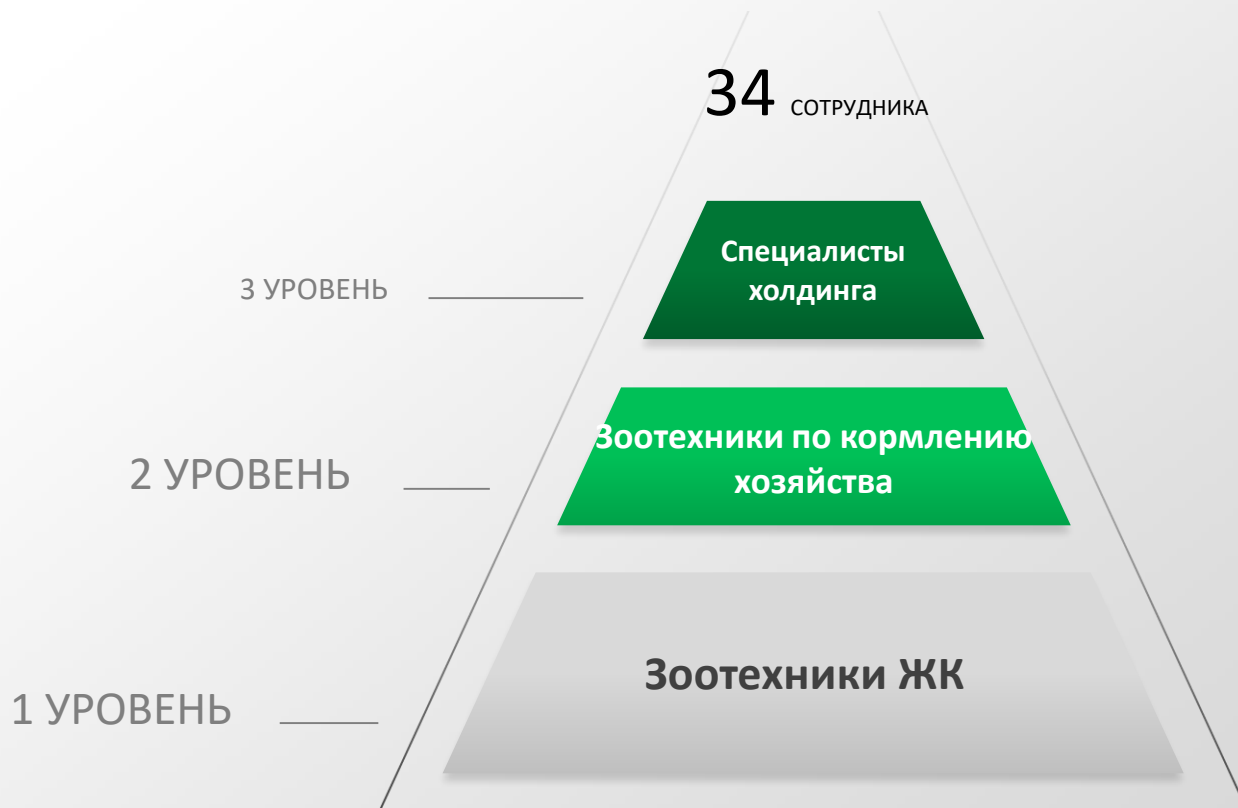 34 СОТРУДНИКА
Специалисты
холдинга
3 УРОВЕНЬ
Зоотехники по кормлению
хозяйства
2 УРОВЕНЬ
Зоотехники ЖК
1 УРОВЕНЬ